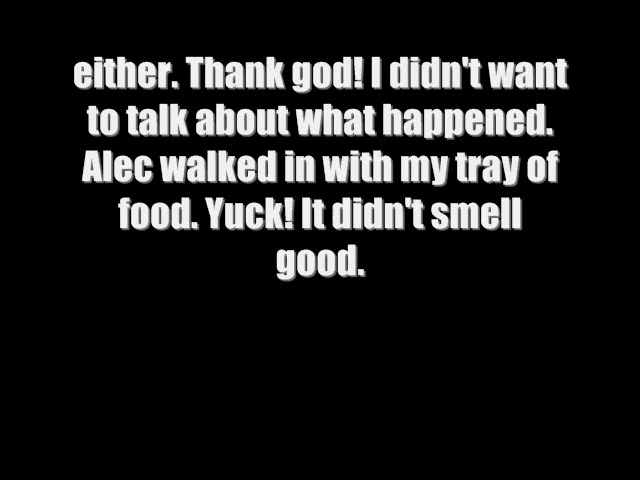 either. Thank god! I didn't want
to talk about what happened.
Alec walked in with my tray of
food. Yuck! It didn't smell
good.